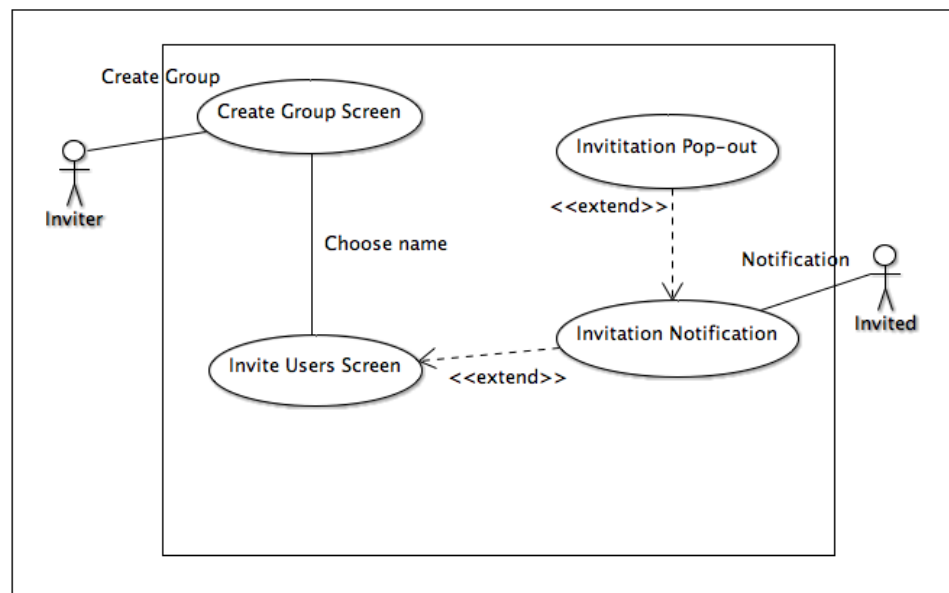 Create Group
Create Group Screen
Invititation Pop-out
<<extend>>
Inviter
Choose name
Notification
Invited
Invitation Notification
Invite Users Screen
<<extend>>